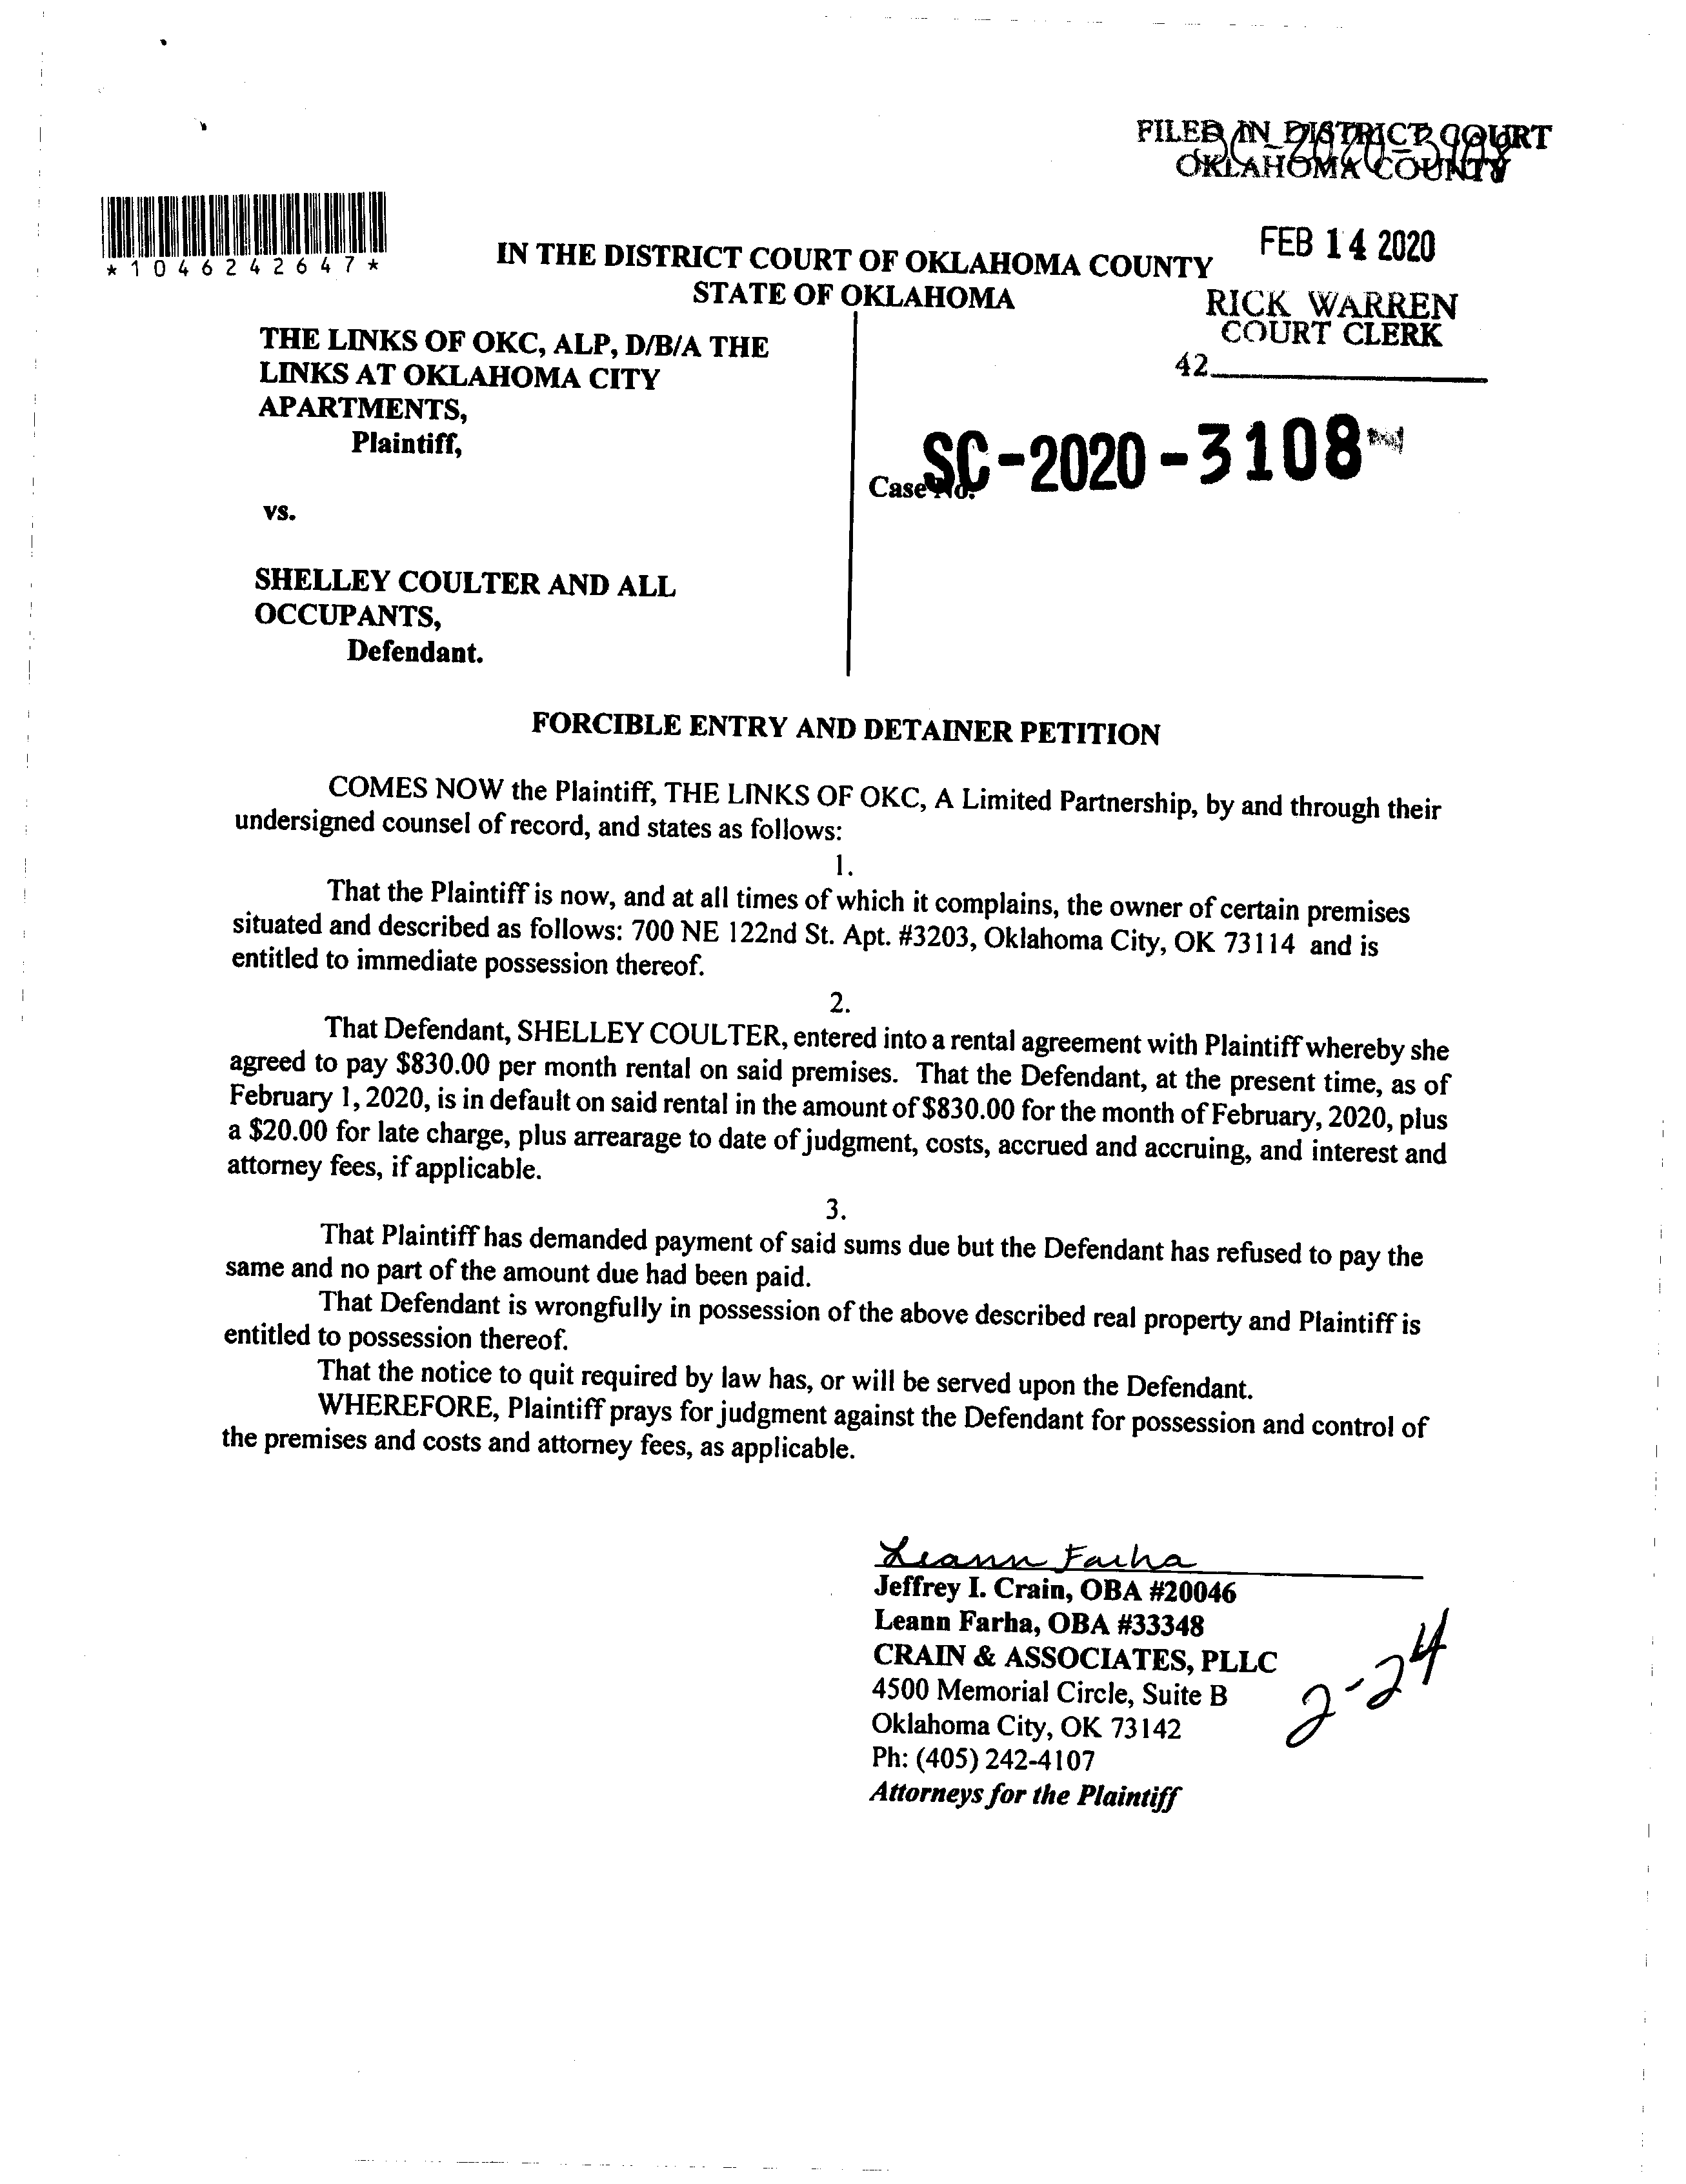 FILED IN DISTRICT COURT
OKLAHOMA COUNTY
SC-2020-3108
*1046242647*
FEB 14 2020
IN THE DISTRICT COURT OF OKLAHOMA COUNTY
STATE OF OKLAHOMA
RICK WARREN
COURT CLERK
42
THE LINKS OF OKC, ALP, D/B/A THE
LINKS AT OKLAHOMA CITY
APARTMENTS,
Plaintiff,
Case No. SC-2020-3108
vs.
SHELLEY COULTER AND ALL
OCCUPANTS,
Defendant.
FORCIBLE ENTRY AND DETAINER PETITION
COMES NOW the Plaintiff, THE LINKS OF OKC, A Limited Partnership, by and through their
undersigned counsel of record, and states as follows:
1.
That the Plaintiff is now, and at all times of which it complains, the owner of certain premises
situated and described as follows: 700 NE 122nd St. Apt. #3203, Oklahoma City, OK 73114 and is
entitled to immediate possession thereof.
2.
That Defendant, SHELLEY COULTER, entered into a rental agreement with Plaintiff whereby she
agreed to pay $830.00 per month rental on said premises. That the Defendant, at the present time, as of
February 1, 2020, is in default on said rental in the amount of $830.00 for the month of February, 2020, plus
a $20.00 for late charge, plus arrearage to date of judgment, costs, accrued and accruing, and interest and
attorney fees, if applicable.
3.
That Plaintiff has demanded payment of said sums due but the Defendant has refused to pay the
same and no part of the amount due had been paid.
That Defendant is wrongfully in possession of the above described real property and Plaintiff is
entitled to possession thereof.
That the notice to quit required by law has, or will be served upon the Defendant.
WHEREFORE, Plaintiff prays for judgment against the Defendant for possession and control of
the premises and costs and attorney fees, as applicable.
Leann Farha
Jeffrey I. Crain, OBA #20046
Leann Farha, OBA #33348
CRAIN & ASSOCIATES, PLLC
4500 Memorial Circle, Suite B
Oklahoma City, OK 73142
Ph: (405) 242-4107
Attorneys for the Plaintiff
2-24